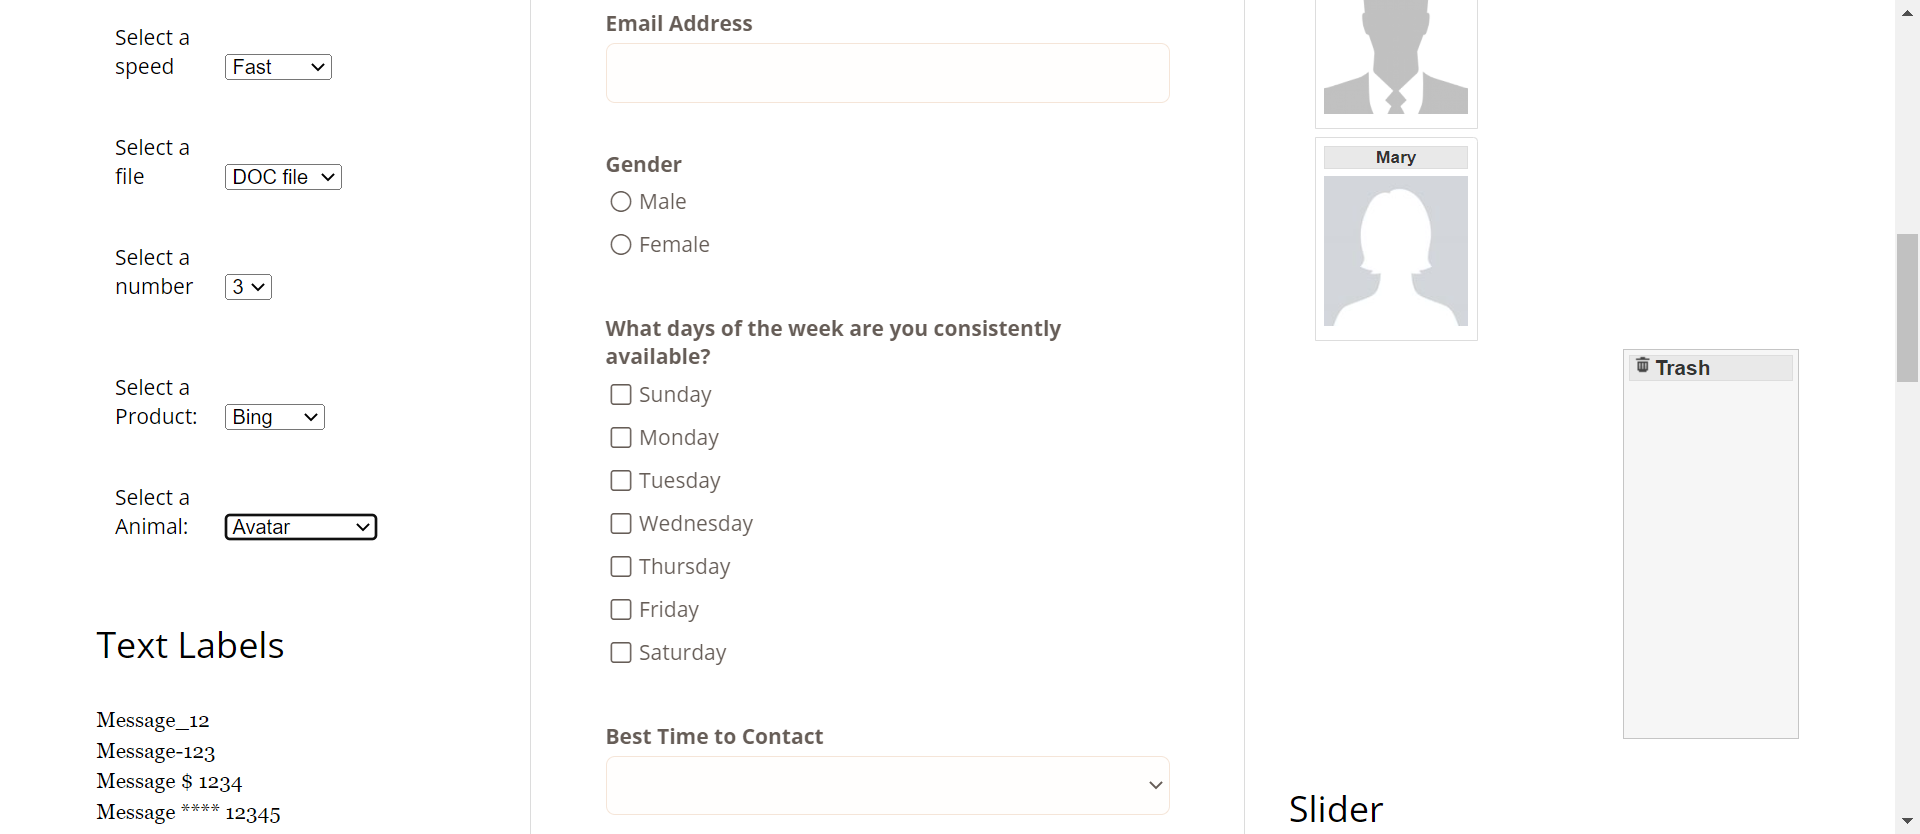 Select a
speed
Fast
Select a
file
DOC file
Select a
number
3
Select a
Product:
Bing
Select a
Animal:
Avatar
Text Labels
Message_12
Message-123
Message $ 1234
Message **** 12345
Email Address
Gender
Male
Female
What days of the week are you consistently
available?
Sunday
Monday
Tuesday
Wednesday
Thursday
Friday
Saturday
Best Time to Contact
Mary
Trash
Slider